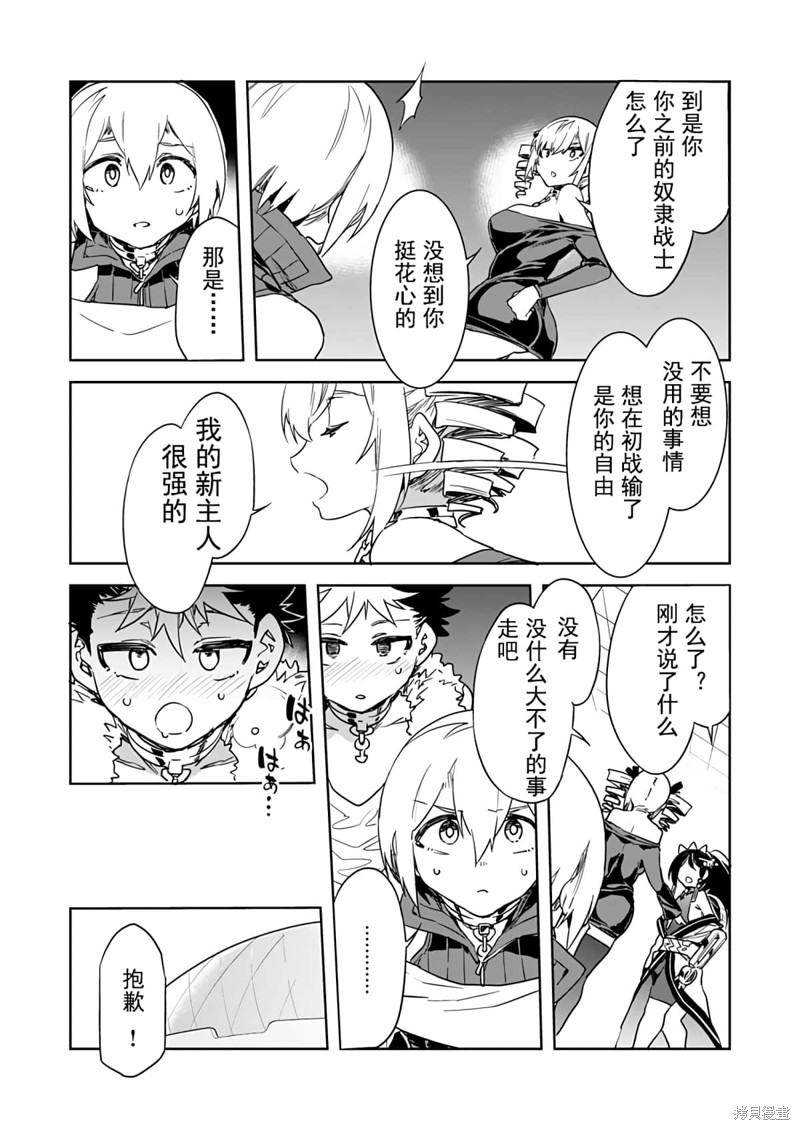 到是你
你之前的奴隶战士
怎么了
没想到你
挺花心的
那是……
不要想
没用的事情
想在初战输了
是你的自由
我的新主人
很强的
怎么了？
刚才说了什么
没有
没什么大不了的事
走吧
はぁ
はぁ…
………
抱歉！
拷贝漫畫